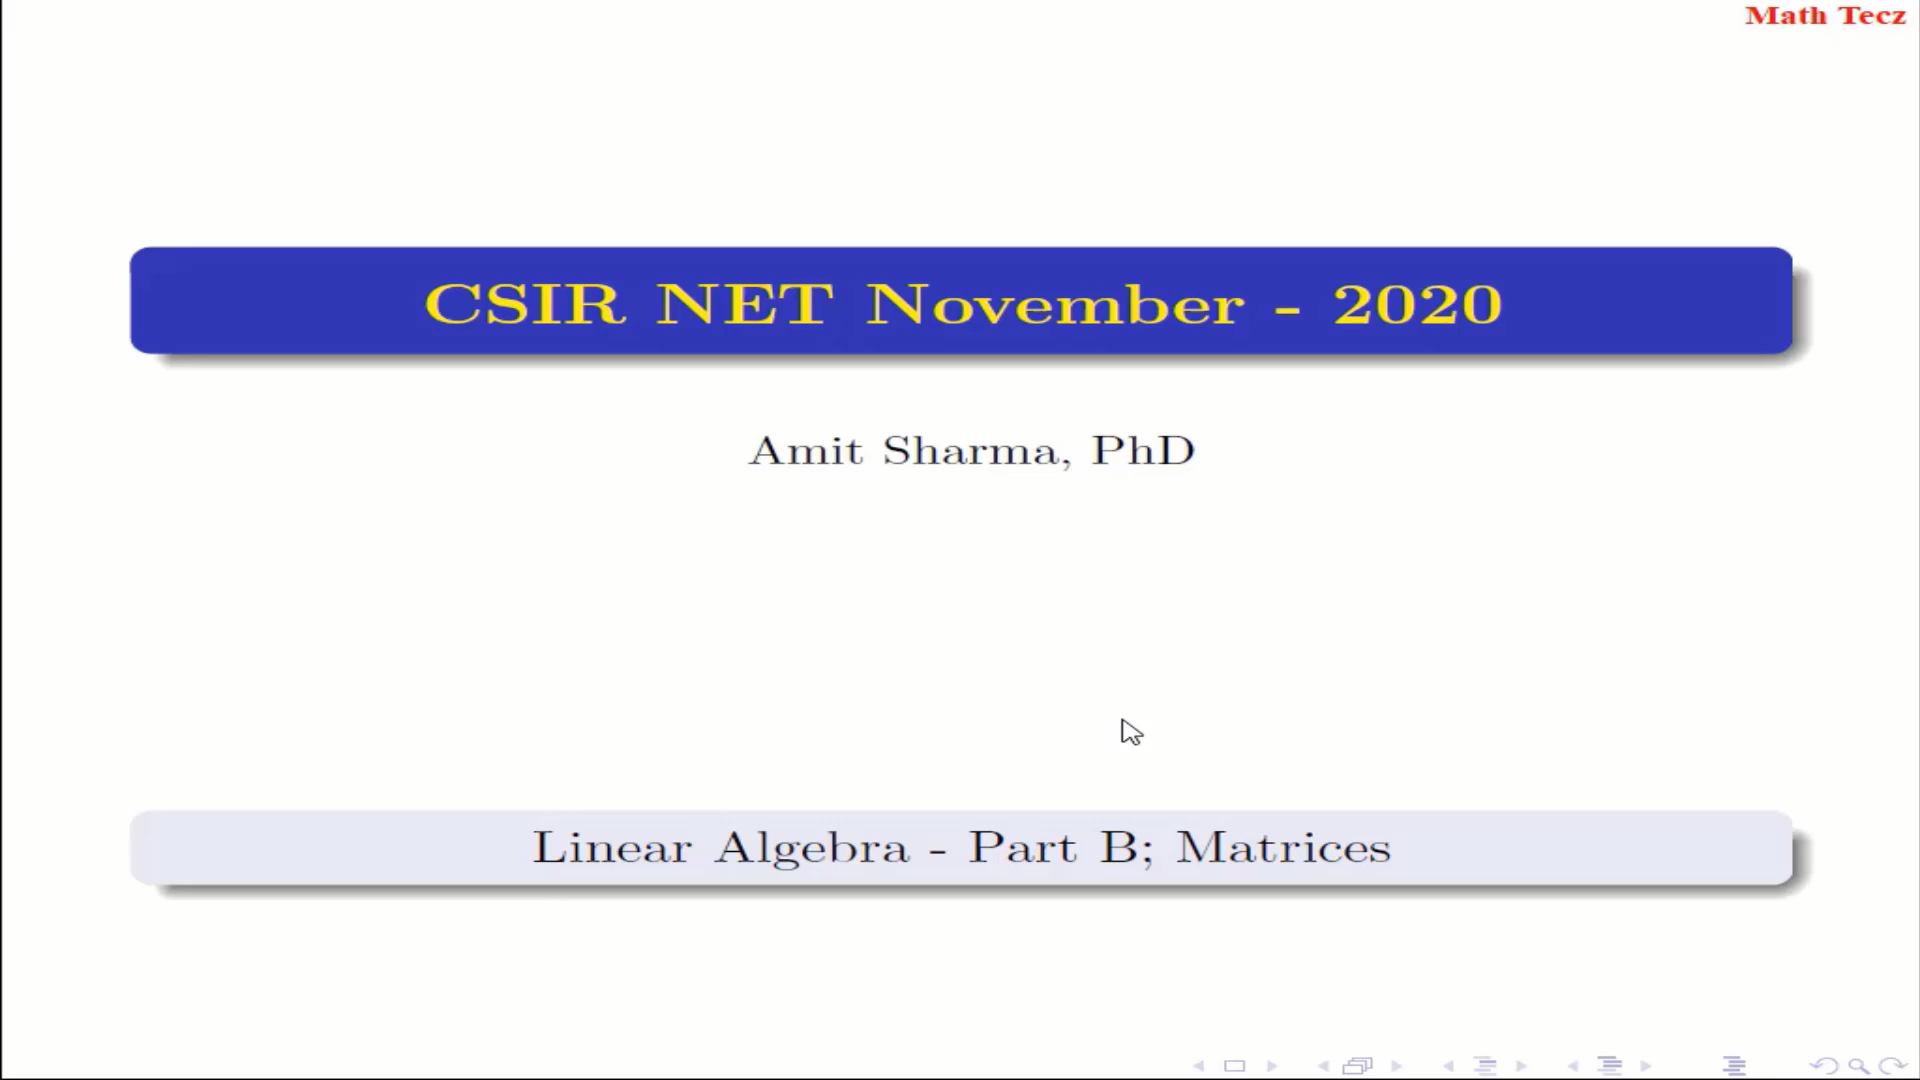 Math Tecz
CSIR NET November - 2020
Amit Sharma, PhD
Linear Algebra - Part B; Matrices